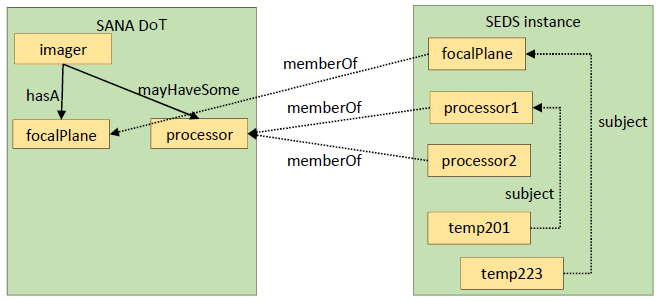 SANA DoT
imager
hasA
mayHaveSome
focalPlane
processor
memberOf
memberOf
memberOf
SEDS instance
focalPlane
processor1
subject
processor2
subject
temp201
temp223